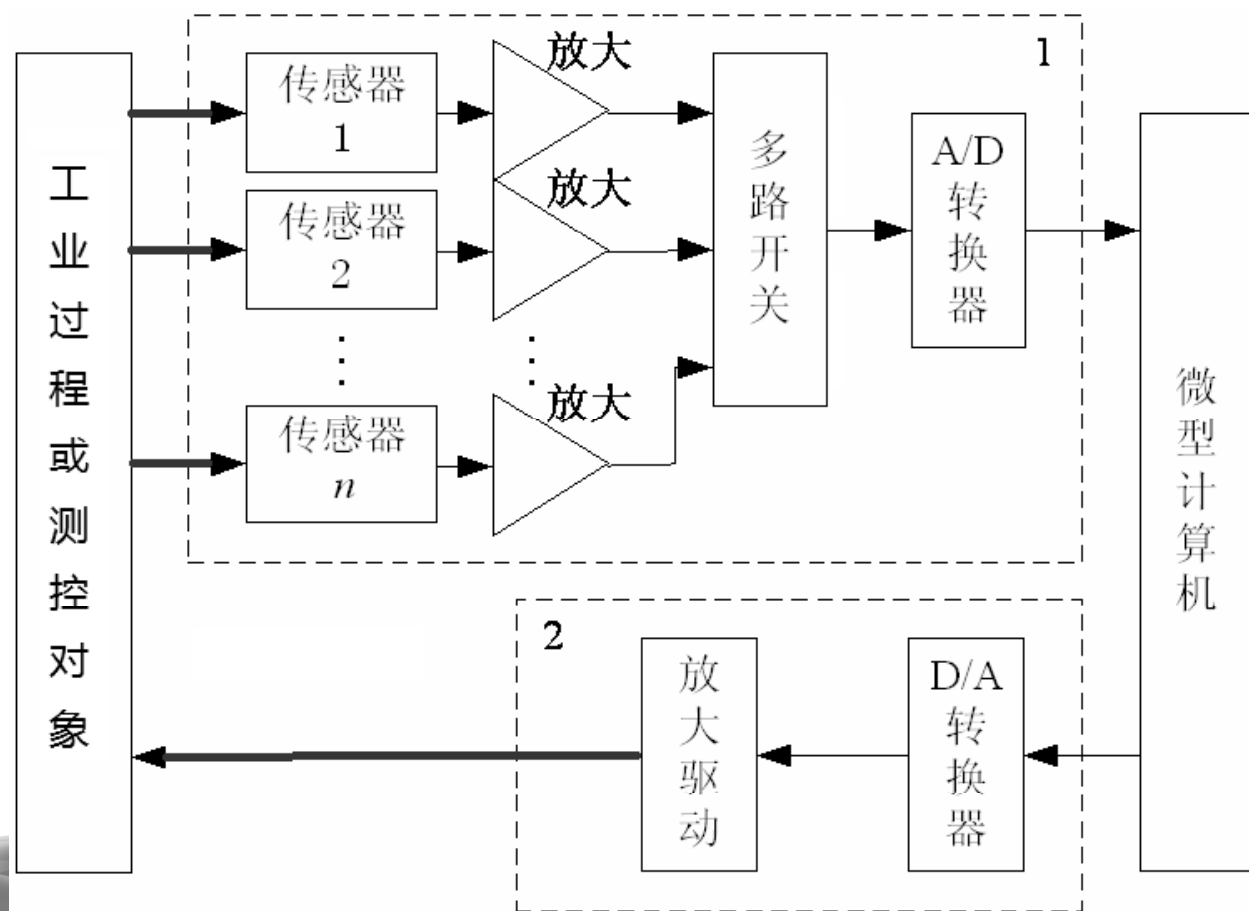 工业过程或测控对象
传感器
1
放大
传感器
2
放大
⋮
⋮
传感器
n
放大
多路开关
A/D
转换器
1
微型计算机
2
放大驱动
D/A
转换器